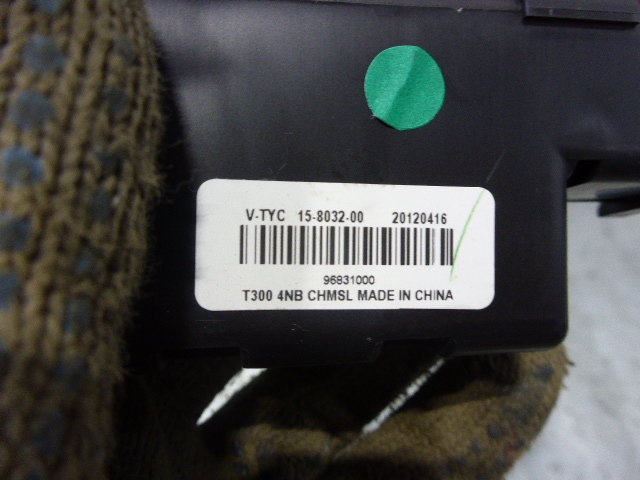 V-TYC 15-8032-00 20120416
96831000
T300 4NB CHMSL MADE IN CHINA